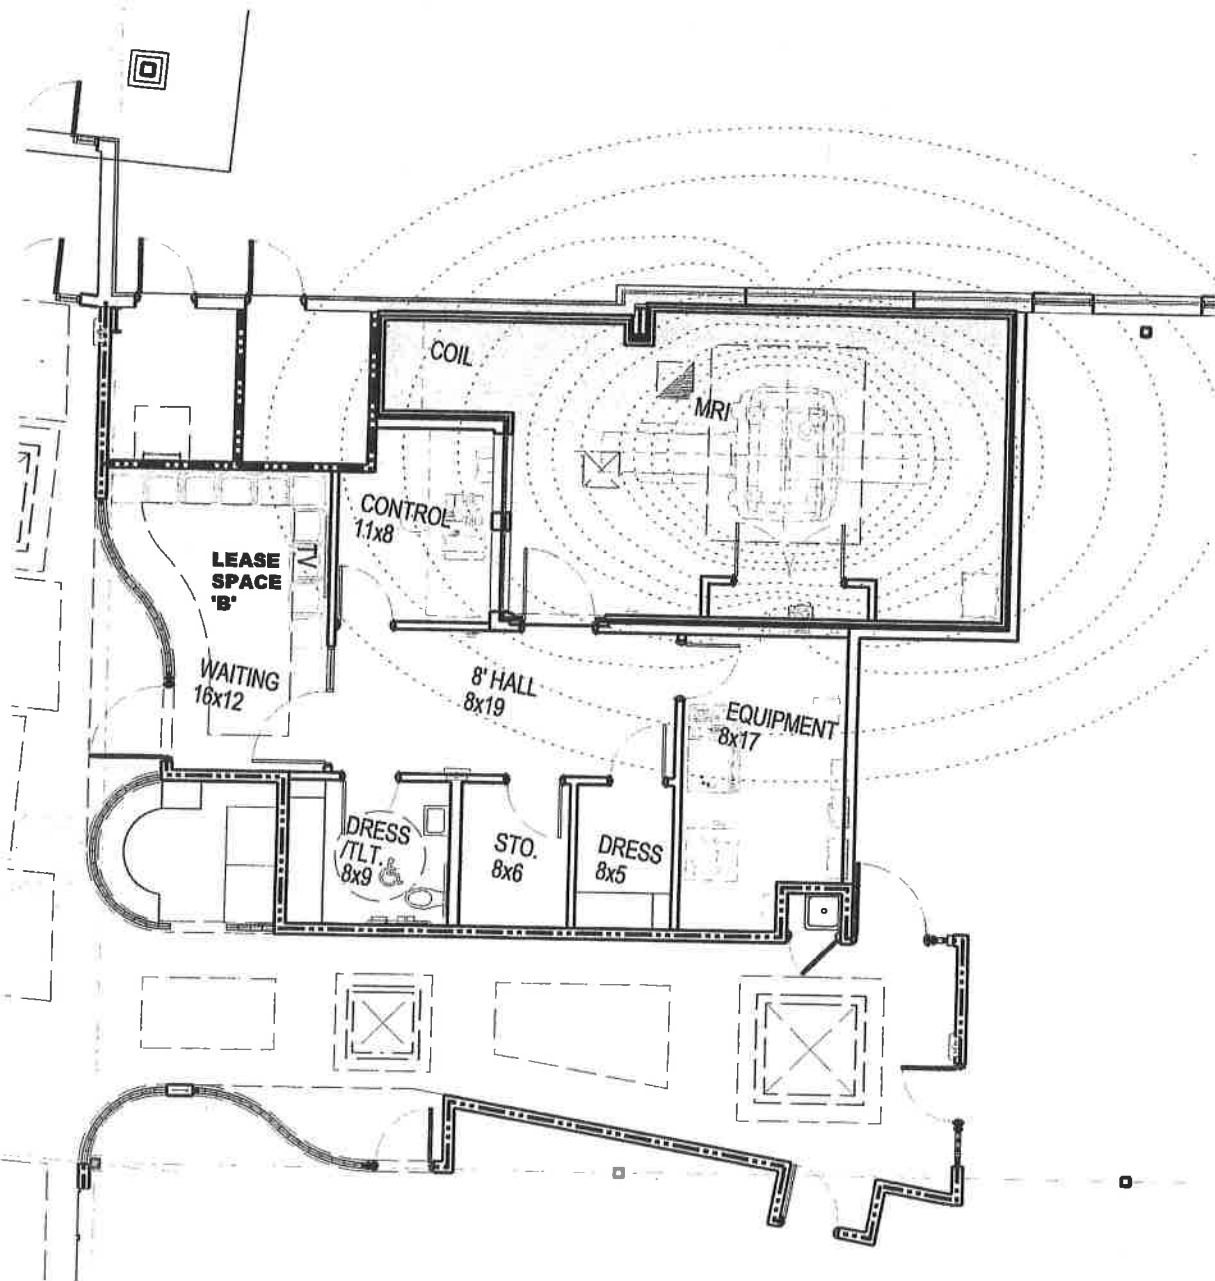 COIL
MRI
CONTROL
11x8
LEASE
SPACE
'B'
TV
WAITING
16x12
8' HALL
8x19
EQUIPMENT
8x17
DRESS
/TLT.
8x9
STO.
8x6
DRESS
8x5